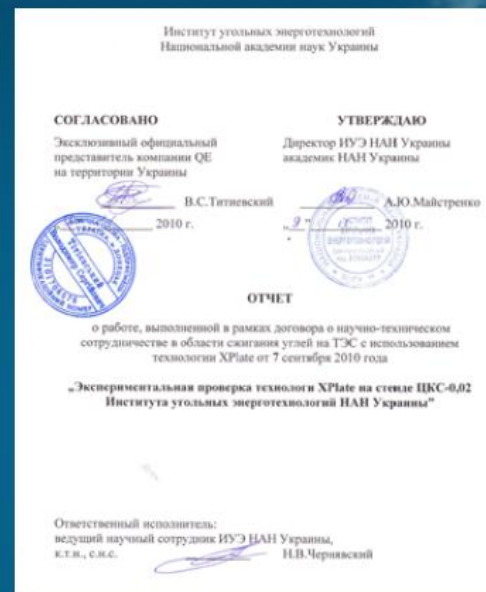 Институт угольных энерготехнологий
Национальной академии наук Украины
СОГЛАСОВАНО
Эксклюзивный официальный
представитель компании QE
на территории Украины
В.С.Титиевский
2010 г.
УТВЕРЖДАЮ
Директор ИУЭ НАН Украины
академик НАН Украины
А.Ю.Майстренко
„ 9 " 2010 г.
ОТЧЕТ
о работе, выполненной в рамках договора о научно-техническом
сотрудничестве в области сжигания углей на ТЭС с использованием
технологии XPlate от 7 сентября 2010 года
„Экспериментальная проверка технологи XPlate на стенде ЦКС-0,02
Института угольных энерготехнологий НАН Украины"
Ответственный исполнитель:
ведущий научный сотрудник ИУЭ НАН Украины,
к.т.н., с.н.с.
Н.В.Чернявский